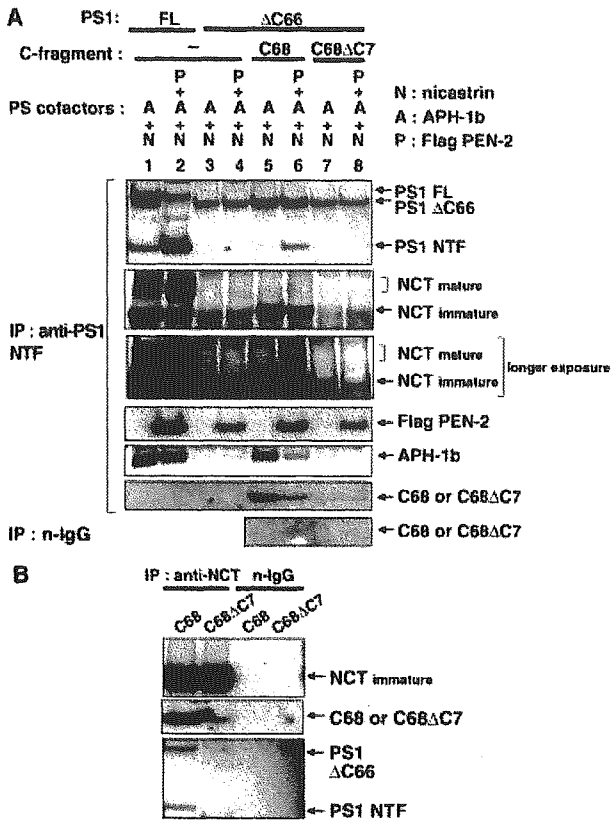 A
PS1: FL ΔC66
C-fragment : – C68 C68ΔC7
P P P P
+ + + +
PS cofactors : A A A A A A A A
+ + + + + + + +
N N N N N N N N
1 2 3 4 5 6 7 8
N : nicastrin
A : APH-1b
P : Flag PEN-2
IP : anti-PS1
NTF
PS1 FL
PS1 ΔC66
PS1 NTF
NCT mature
NCT immature
NCT mature
NCT immature
longer exposure
Flag PEN-2
APH-1b
C68 or C68ΔC7
IP : n-IgG
C68 or C68ΔC7
B
IP : anti-NCT n-IgG
C68 C68ΔC7 C68 C68ΔC7
NCT immature
C68 or C68ΔC7
PS1
ΔC66
PS1 NTF